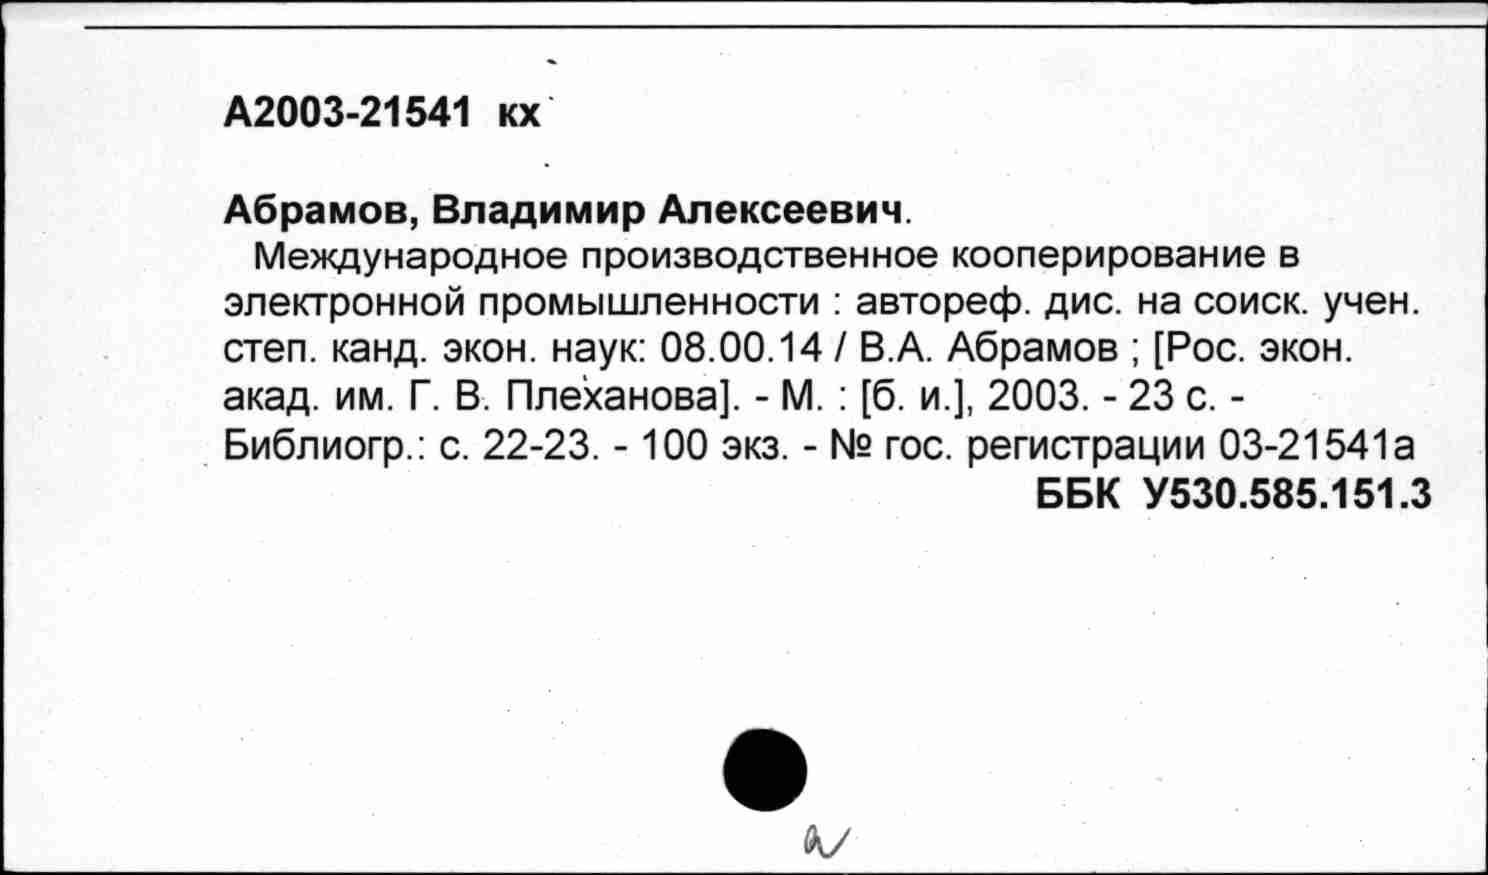 А2003-21541 кх
Абрамов, Владимир Алексеевич.
Международное производственное кооперирование в
электронной промышленности : автореф. дис. на соиск. учен.
степ. канд. экон. наук: 08.00.14 / В.А. Абрамов ; [Рос. экон.
акад. им. Г. В. Плеханова]. - М. : [б. и.], 2003. - 23 с. -
Библиогр.: с. 22-23. - 100 экз. - № гос. регистрации 03-21541а
ББК У530.585.151.3